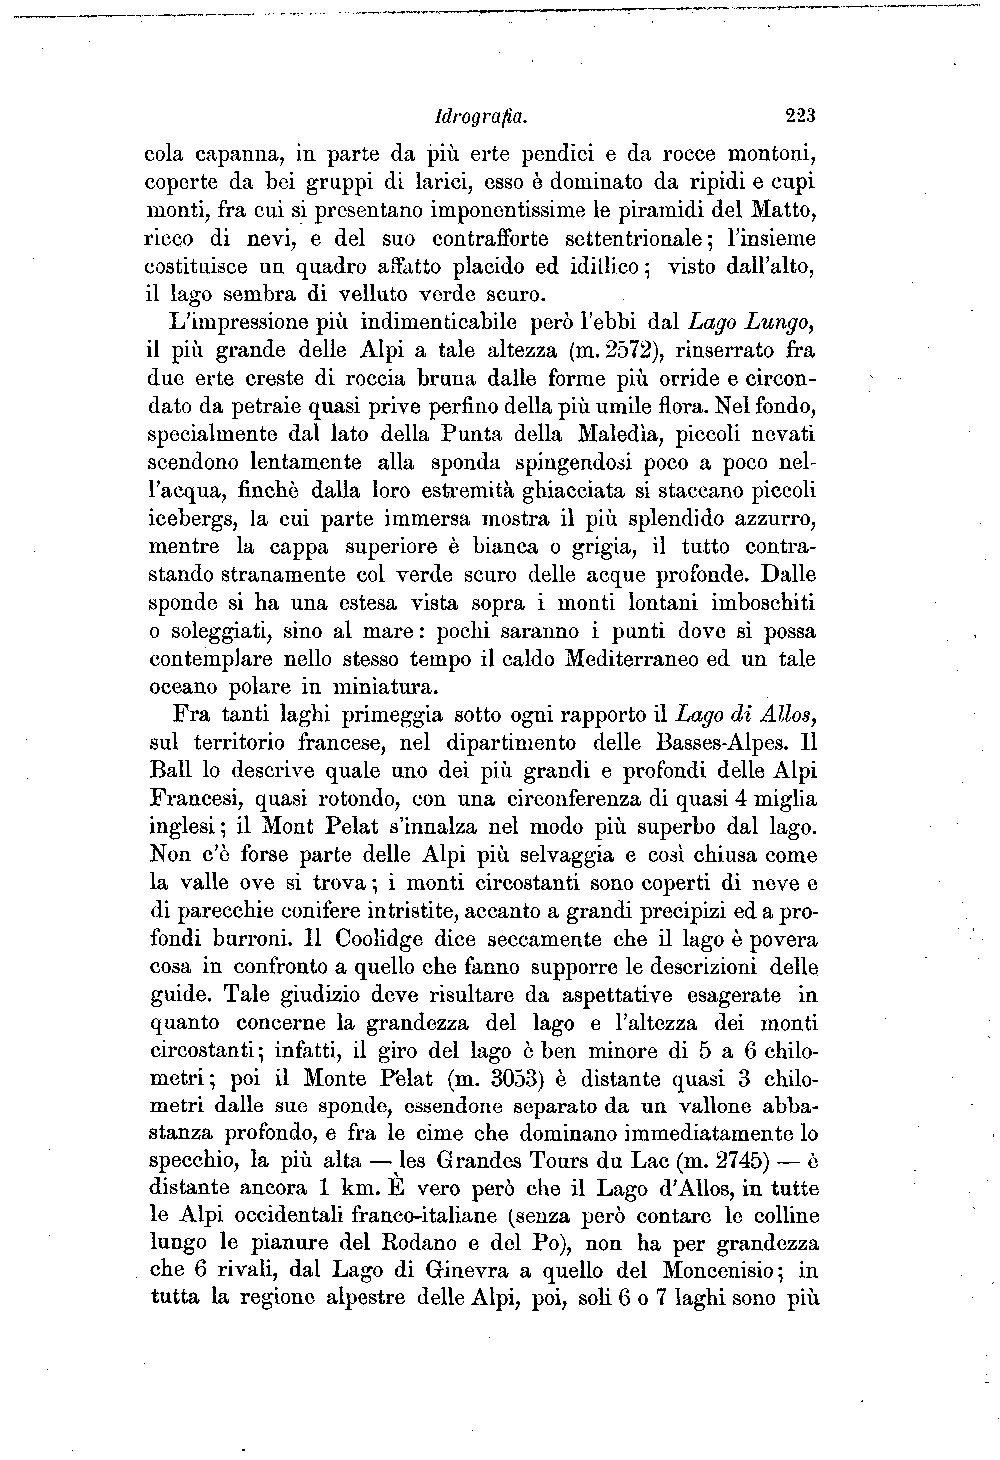 Idrografia. 223
cola capanna, in parte da più erte pendici e da rocce montoni,
coperte da bei gruppi di larici, esso è dominato da ripidi e cupi
monti, fra cui si presentano imponentissime le piramidi del Matto,
ricco di nevi, e del suo contrafforte settentrionale; l'insieme
costituisce un quadro affatto placido ed idillico; visto dall'alto,
il lago sembra di velluto verde scuro.
L'impressione più indimenticabile però l'ebbi dal Lago Lungo,
il più grande delle Alpi a tale altezza (m. 2572), rinserrato fra
due erte creste di roccia bruna dalle forme più orride e circon-
dato da petraie quasi prive perfino della più umile flora. Nel fondo,
specialmente dal lato della Punta della Maledìa, piccoli nevati
scendono lentamente alla sponda spingendosi poco a poco nel-
l'acqua, finchè dalla loro estremità ghiacciata si staccano piccoli
icebergs, la cui parte immersa mostra il più splendido azzurro,
mentre la cappa superiore è bianca o grigia, il tutto contra-
stando stranamente col verde scuro delle acque profonde. Dalle
sponde si ha una estesa vista sopra i monti lontani imboschiti
o soleggiati, sino al mare: pochi saranno i punti dove si possa
contemplare nello stesso tempo il caldo Mediterraneo ed un tale
oceano polare in miniatura.
Fra tanti laghi primeggia sotto ogni rapporto il Lago di Allos,
sul territorio francese, nel dipartimento delle Basses-Alpes. Il
Ball lo descrive quale uno dei più grandi e profondi delle Alpi
Francesi, quasi rotondo, con una circonferenza di quasi 4 miglia
inglesi; il Mont Pelat s'innalza nel modo più superbo dal lago.
Non c'è forse parte delle Alpi più selvaggia e così chiusa come
la valle ove si trova; i monti circostanti sono coperti di neve e
di parecchie conifere intristite, accanto a grandi precipizi ed a pro-
fondi burroni. Il Coolidge dice seccamente che il lago è povera
cosa in confronto a quello che fanno supporre le descrizioni delle
guide. Tale giudizio deve risultare da aspettative esagerate in
quanto concerne la grandezza del lago e l'altezza dei monti
circostanti; infatti, il giro del lago è ben minore di 5 a 6 chilo-
metri; poi il Monte Pelat (m. 3053) è distante quasi 3 chilo-
metri dalle sue sponde, essendone separato da un vallone abba-
stanza profondo, e fra le cime che dominano immediatamente lo
specchio, la più alta — les Grandes Tours du Lac (m. 2745) — è
distante ancora 1 km. È vero però che il Lago d'Allos, in tutte
le Alpi occidentali franco-italiane (senza però contare le colline
lungo le pianure del Rodano e del Po), non ha per grandezza
che 6 rivali, dal Lago di Ginevra a quello del Moncenisio; in
tutta la regione alpestre delle Alpi, poi, soli 6 o 7 laghi sono più